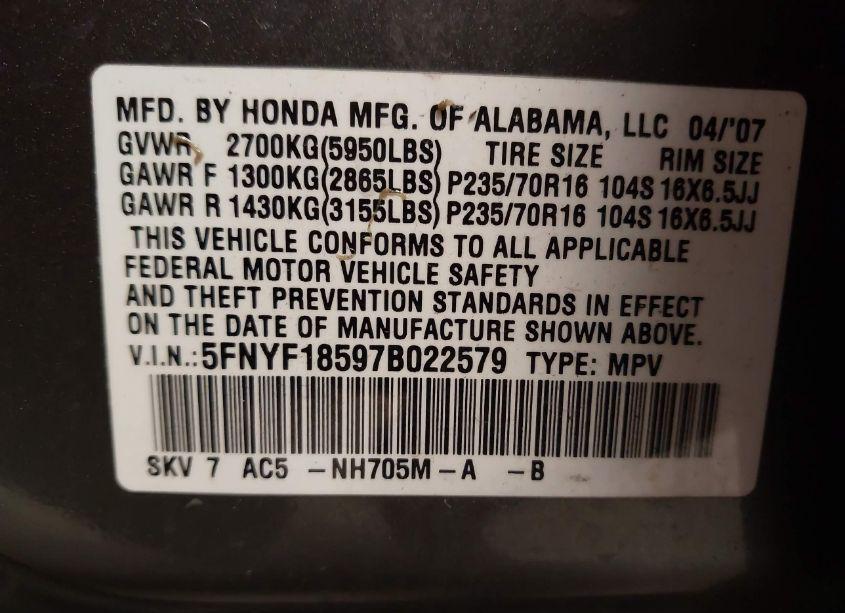 MFD. BY HONDA MFG. OF ALABAMA, LLC 04/'07
GVWR 2700KG(5950LBS) TIRE SIZE RIM SIZE
GAWR F 1300KG(2865LBS) P235/70R16 104S 16X6.5JJ
GAWR R 1430KG(3155LBS) P235/70R16 104S 16X6.5JJ
THIS VEHICLE CONFORMS TO ALL APPLICABLE
FEDERAL MOTOR VEHICLE SAFETY
AND THEFT PREVENTION STANDARDS IN EFFECT
ON THE DATE OF MANUFACTURE SHOWN ABOVE.
V.I.N.: 5FNYF18597B022579 TYPE: MPV
SKV 7 AC5 -NH705M-A -B